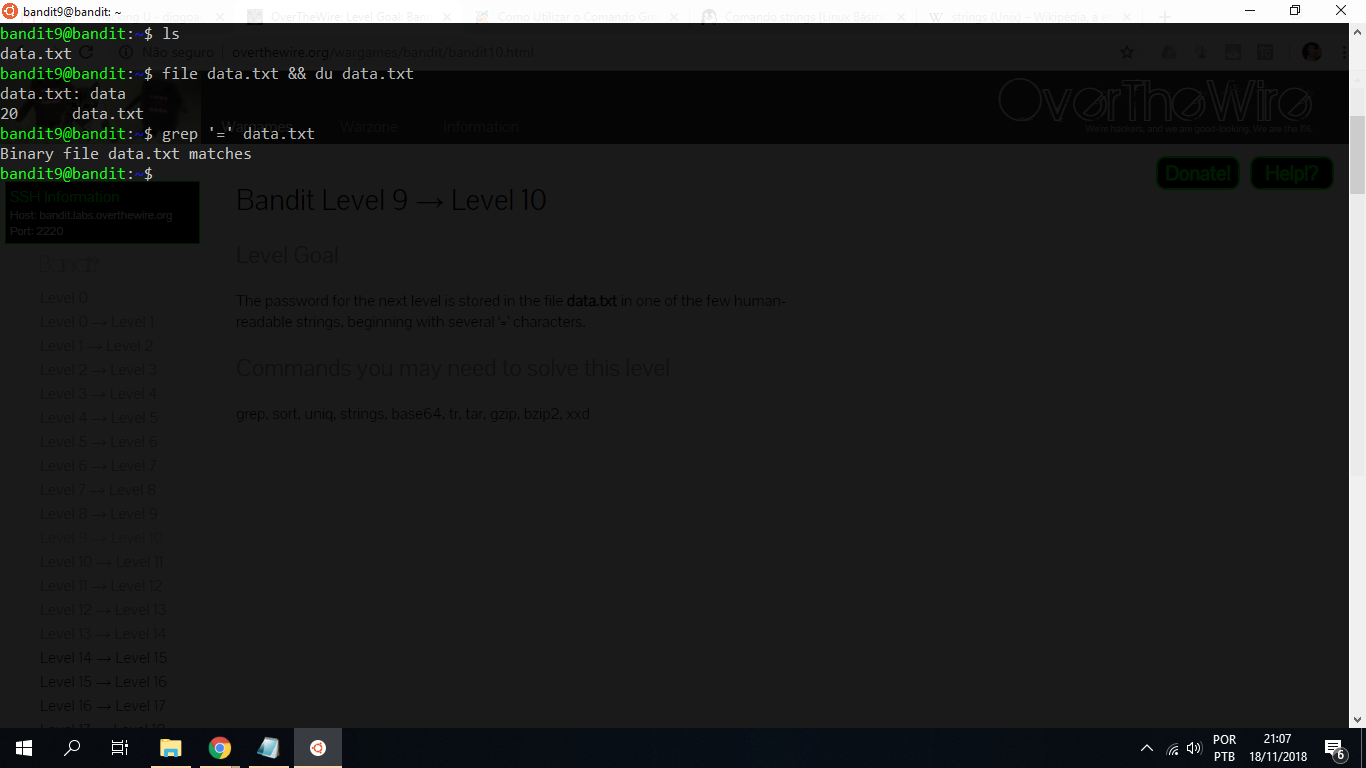 bandit9@bandit: ~
OverTheWire: Level Goal: Ban
Como Utilizar o Comando Gr
Comando strings (Unix Bási
strings (Unix) – Wikipédia, a
bandit9@bandit:~$ ls
data.txt
Não seguro | overthewire.org/wargames/bandit/bandit10.html
bandit9@bandit:~$ file data.txt && du data.txt
data.txt: data
20 data.txt
OverTheWire
Wargames Warzone Information
We're hackers, and we are good-looking. We are the 1%.
bandit9@bandit:~$ grep '=' data.txt
Binary file data.txt matches
bandit9@bandit:~$
Donate! Help!?
SSH Information
Host: bandit.labs.overthewire.org
Port: 2220
Bandit Level 9 → Level 10
Bandit
Level Goal
Level 0
The password for the next level is stored in the file data.txt in one of the few human-
readable strings, beginning with several '=' characters.
Commands you may need to solve this level
grep, sort, uniq, strings, base64, tr, tar, gzip, bzip2, xxd
Level 0 → Level 1
Level 1 → Level 2
Level 2 → Level 3
Level 3 → Level 4
Level 4 → Level 5
Level 5 → Level 6
Level 6 → Level 7
Level 7 → Level 8
Level 8 → Level 9
Level 9 → Level 10
Level 10 → Level 11
Level 11 → Level 12
Level 12 → Level 13
Level 13 → Level 14
Level 14 → Level 15
Level 15 → Level 16
Level 16 → Level 17
Level 17 → Level 18
POR
PTB
21:07
18/11/2018
6